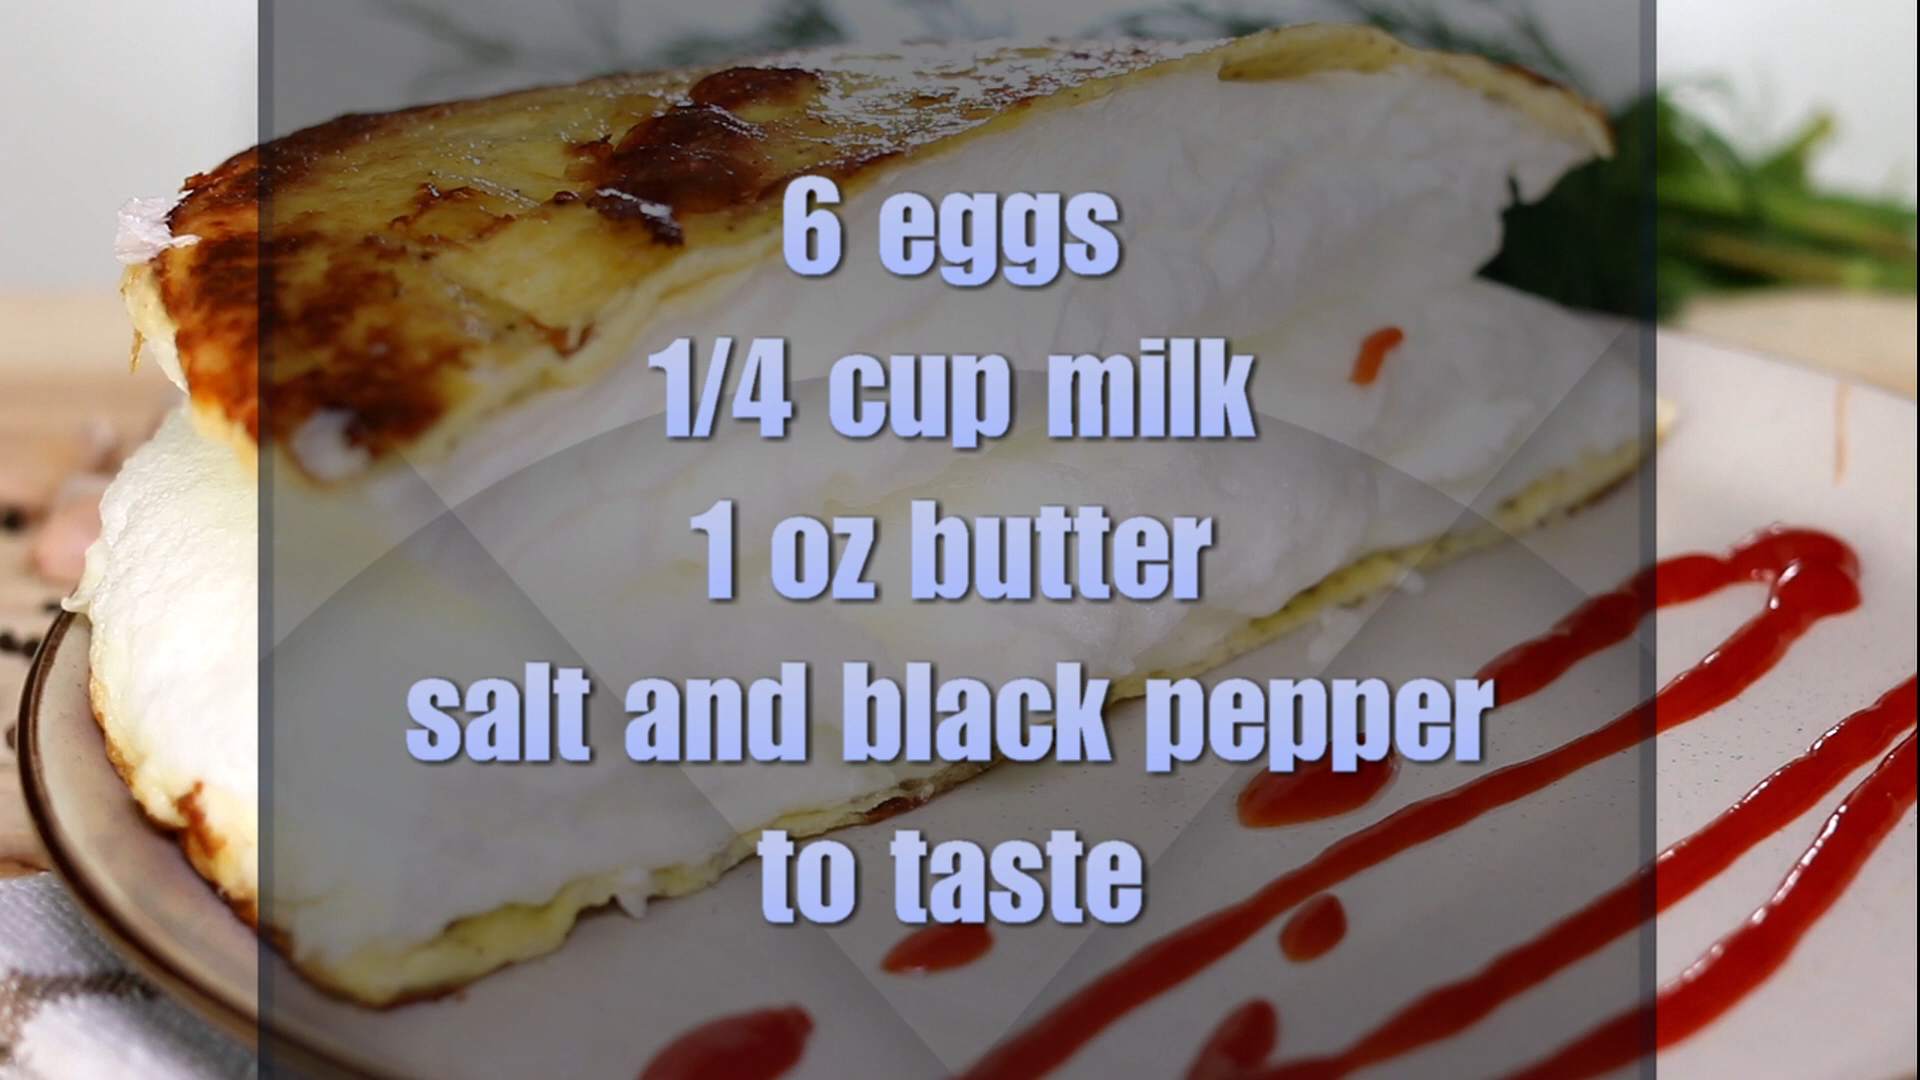 6 eggs
1/4 cup milk
1 oz butter
salt and black pepper
to taste